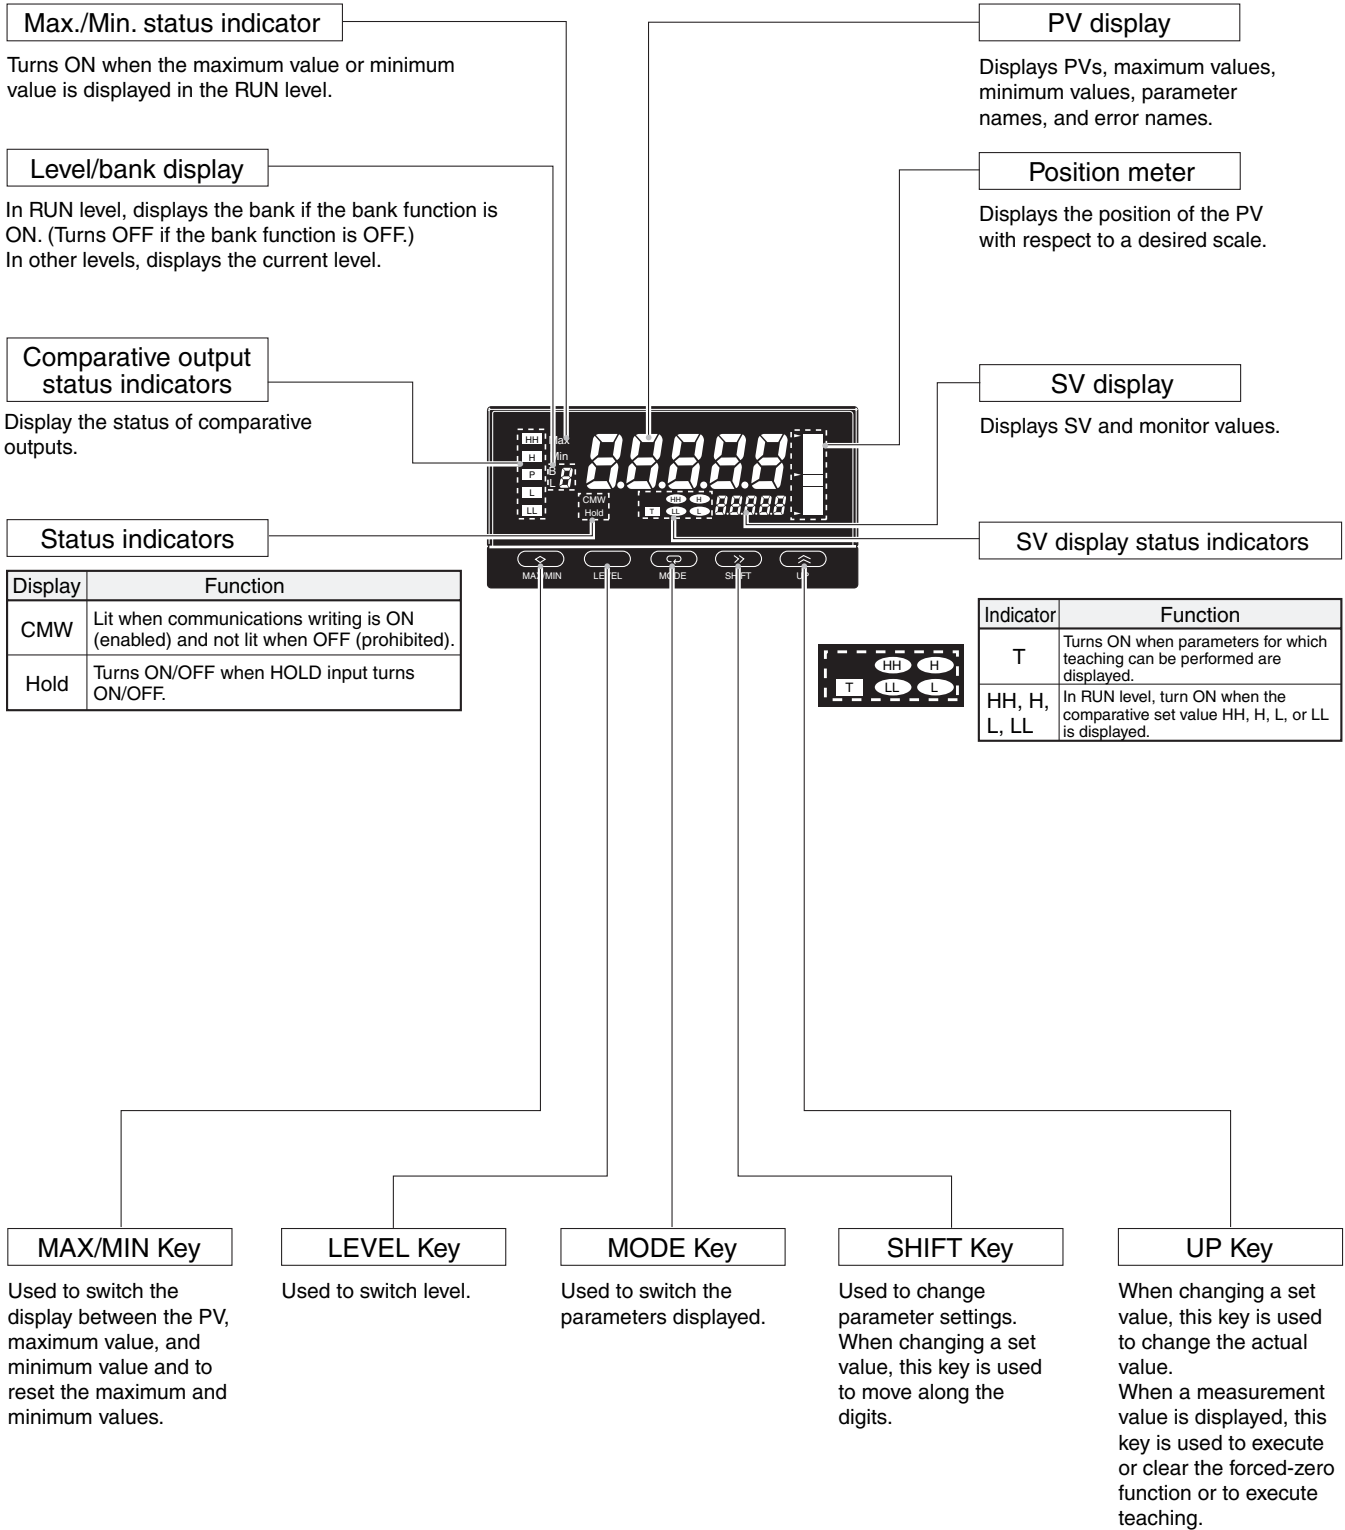 Max./Min. status indicator
Turns ON when the maximum value or minimum
value is displayed in the RUN level.
Level/bank display
In RUN level, displays the bank if the bank function is
ON. (Turns OFF if the bank function is OFF.)
In other levels, displays the current level.
Comparative output
status indicators
Display the status of comparative
outputs.
Status indicators
Display Function
CMW Lit when communications writing is ON
(enabled) and not lit when OFF (prohibited).
Hold Turns ON/OFF when HOLD input turns
ON/OFF.
PV display
Displays PVs, maximum values,
minimum values, parameter
names, and error names.
Position meter
Displays the position of the PV
with respect to a desired scale.
SV display
Displays SV and monitor values.
SV display status indicators
Indicator Function
T Turns ON when parameters for which
teaching can be performed are
displayed.
HH, H,
L, LL
In RUN level, turn ON when the
comparative set value HH, H, L, or LL
is displayed.
HH Max 8.8.8.8.8
H Min
P B
L L 8
LL
CMW
Hold
HH H
T LL L 88888
MAX/MIN LEVEL MODE SHIFT UP
HH H
T LL L
MAX/MIN Key
Used to switch the
display between the PV,
maximum value, and
minimum value and to
reset the maximum and
minimum values.
LEVEL Key
Used to switch level.
MODE Key
Used to switch the
parameters displayed.
SHIFT Key
Used to change
parameter settings.
When changing a set
value, this key is used
to move along the
digits.
UP Key
When changing a set
value, this key is used
to change the actual
value.
When a measurement
value is displayed, this
key is used to execute
or clear the forced-zero
function or to execute
teaching.